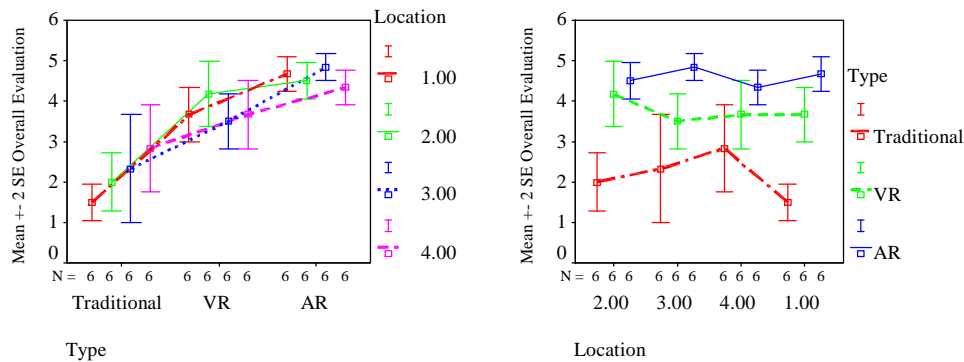 Mean +- 2 SE Overall Evaluation
6
5
4
3
2
1
0
N = 6 6 6 6 6 6 6 6 6 6 6 6
Traditional VR AR
Type
Location
1.00
2.00
3.00
4.00
Mean +- 2 SE Overall Evaluation
6
5
4
3
2
1
0
N = 6 6 6 6 6 6 6 6 6 6 6 6
2.00 3.00 4.00 1.00
Location
Type
Traditional
VR
AR